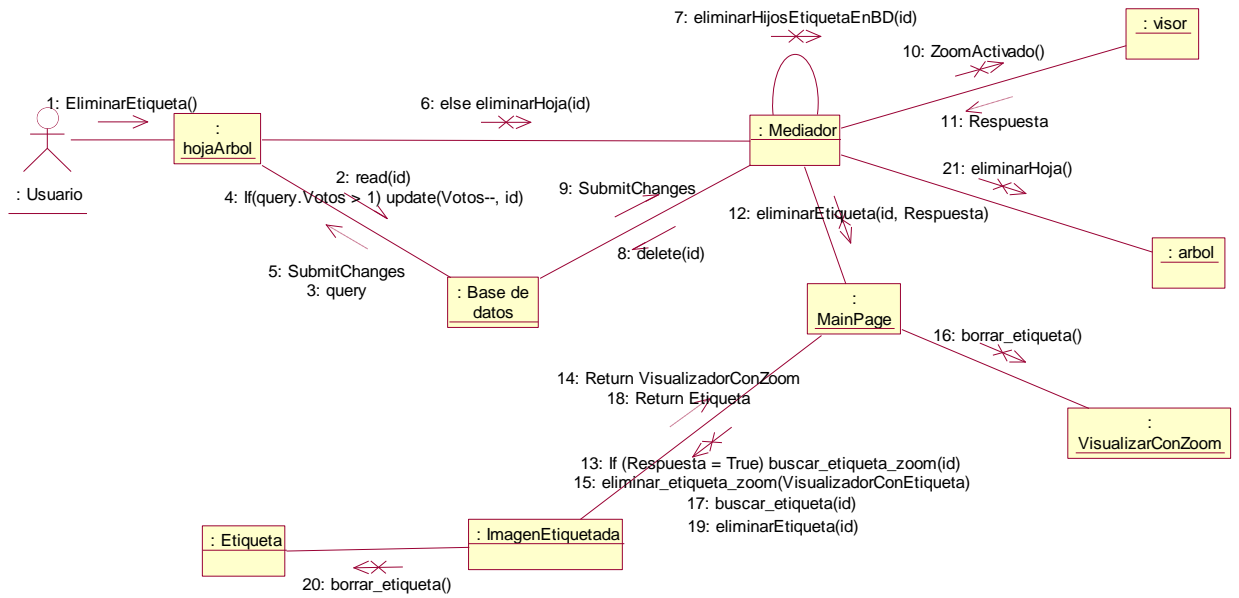 7: eliminarHijosEtiquetaEnBD(id)
: visor
10: ZoomActivado()
1: EliminarEtiqueta()
6: else eliminarHoja(id)
11: Respuesta
:
hojaArbol
: Mediador
: Usuario
2: read(id)
4: If(query.Votos > 1) update(Votos--, id)
9: SubmitChanges
21: eliminarHoja()
12: eliminarEtiqueta(id, Respuesta)
8: delete(id)
: arbol
5: SubmitChanges
3: query
: Base de
datos
:
MainPage
16: borrar_etiqueta()
14: Return VisualizadorConZoom
18: Return Etiqueta
:
VisualizarConZoom
13: If (Respuesta = True) buscar_etiqueta_zoom(id)
15: eliminar_etiqueta_zoom(VisualizadorConEtiqueta)
17: buscar_etiqueta(id)
19: eliminarEtiqueta(id)
: Etiqueta
: ImagenEtiquetada
20: borrar_etiqueta()